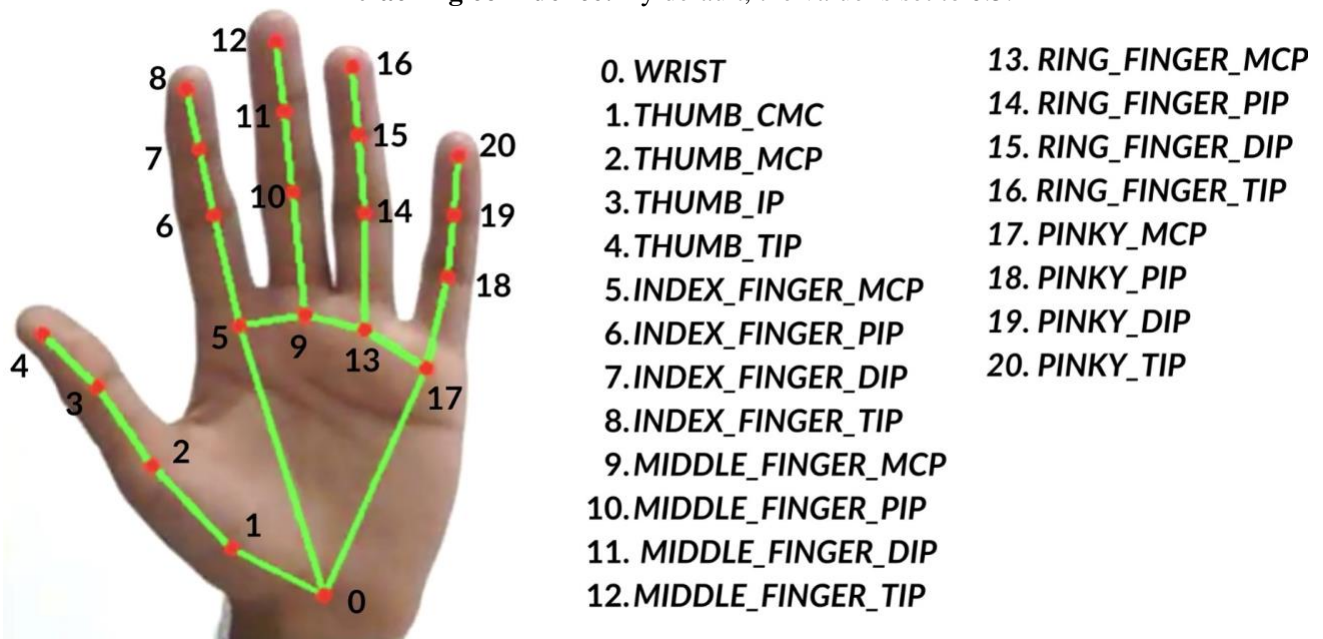 12
16
8
11
15
20
7
10
14
19
6
18
5
9
13
4
17
3
2
1
0
0. WRIST
1. THUMB_CMC
2. THUMB_MCP
3. THUMB_IP
4. THUMB_TIP
5. INDEX_FINGER_MCP
6. INDEX_FINGER_PIP
7. INDEX_FINGER_DIP
8. INDEX_FINGER_TIP
9. MIDDLE_FINGER_MCP
10. MIDDLE_FINGER_PIP
11. MIDDLE_FINGER_DIP
12. MIDDLE_FINGER_TIP
13. RING_FINGER_MCP
14. RING_FINGER_PIP
15. RING_FINGER_DIP
16. RING_FINGER_TIP
17. PINKY_MCP
18. PINKY_PIP
19. PINKY_DIP
20. PINKY_TIP